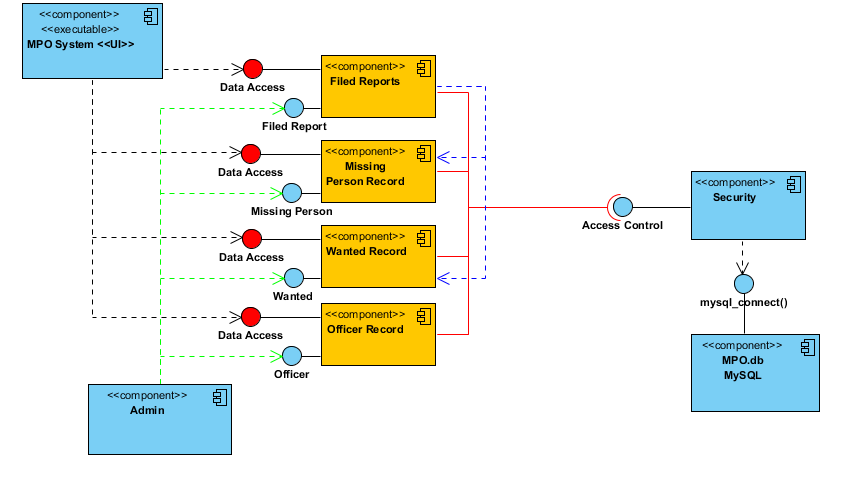 <<component>>
<<executable>>
MPO System <<UI>>
<<component>>
Filed Reports
Data Access
Filed Report
<<component>>
Missing
Person Record
Data Access
Missing Person
<<component>>
Security
Access Control
<<component>>
Wanted Record
Data Access
Wanted
mysql_connect()
<<component>>
Officer Record
Data Access
Officer
<<component>>
MPO.db
MySQL
<<component>>
Admin